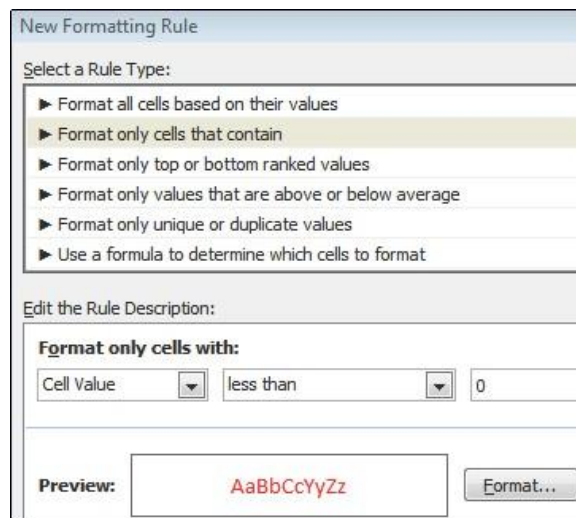 New Formatting Rule
Select a Rule Type:
► Format all cells based on their values
► Format only cells that contain
► Format only top or bottom ranked values
► Format only values that are above or below average
► Format only unique or duplicate values
► Use a formula to determine which cells to format
Edit the Rule Description:
Format only cells with:
Cell Value less than 0
Preview: AaBbCcYyZz Format...